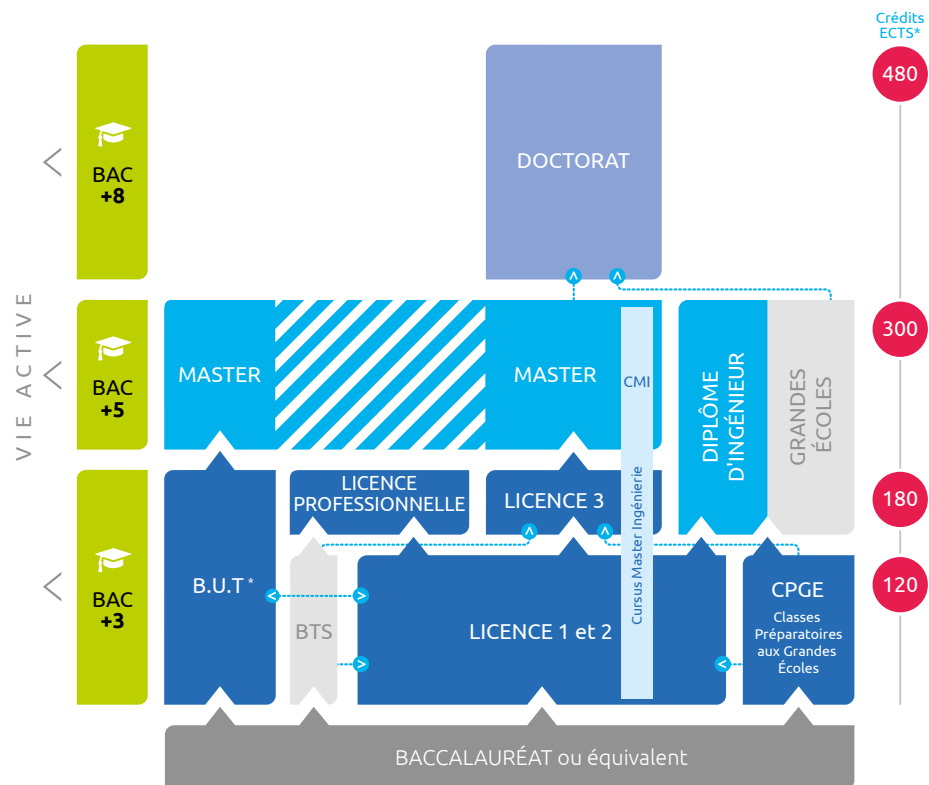 Crédits
ECTS*
480
BAC
+8
DOCTORAT
VIE ACTIVE
300
BAC
+5
MASTER
MASTER
CMI
DIPLÔME
D'INGÉNIEUR
GRANDES
ÉCOLES
180
LICENCE
PROFESSIONNELLE
LICENCE 3
Cursus Master Ingénierie
120
BAC
+3
B.U.T *
BTS
LICENCE 1 et 2
CPGE
Classes
Préparatoires
aux Grandes
Écoles
BACCALAURÉAT ou équivalent